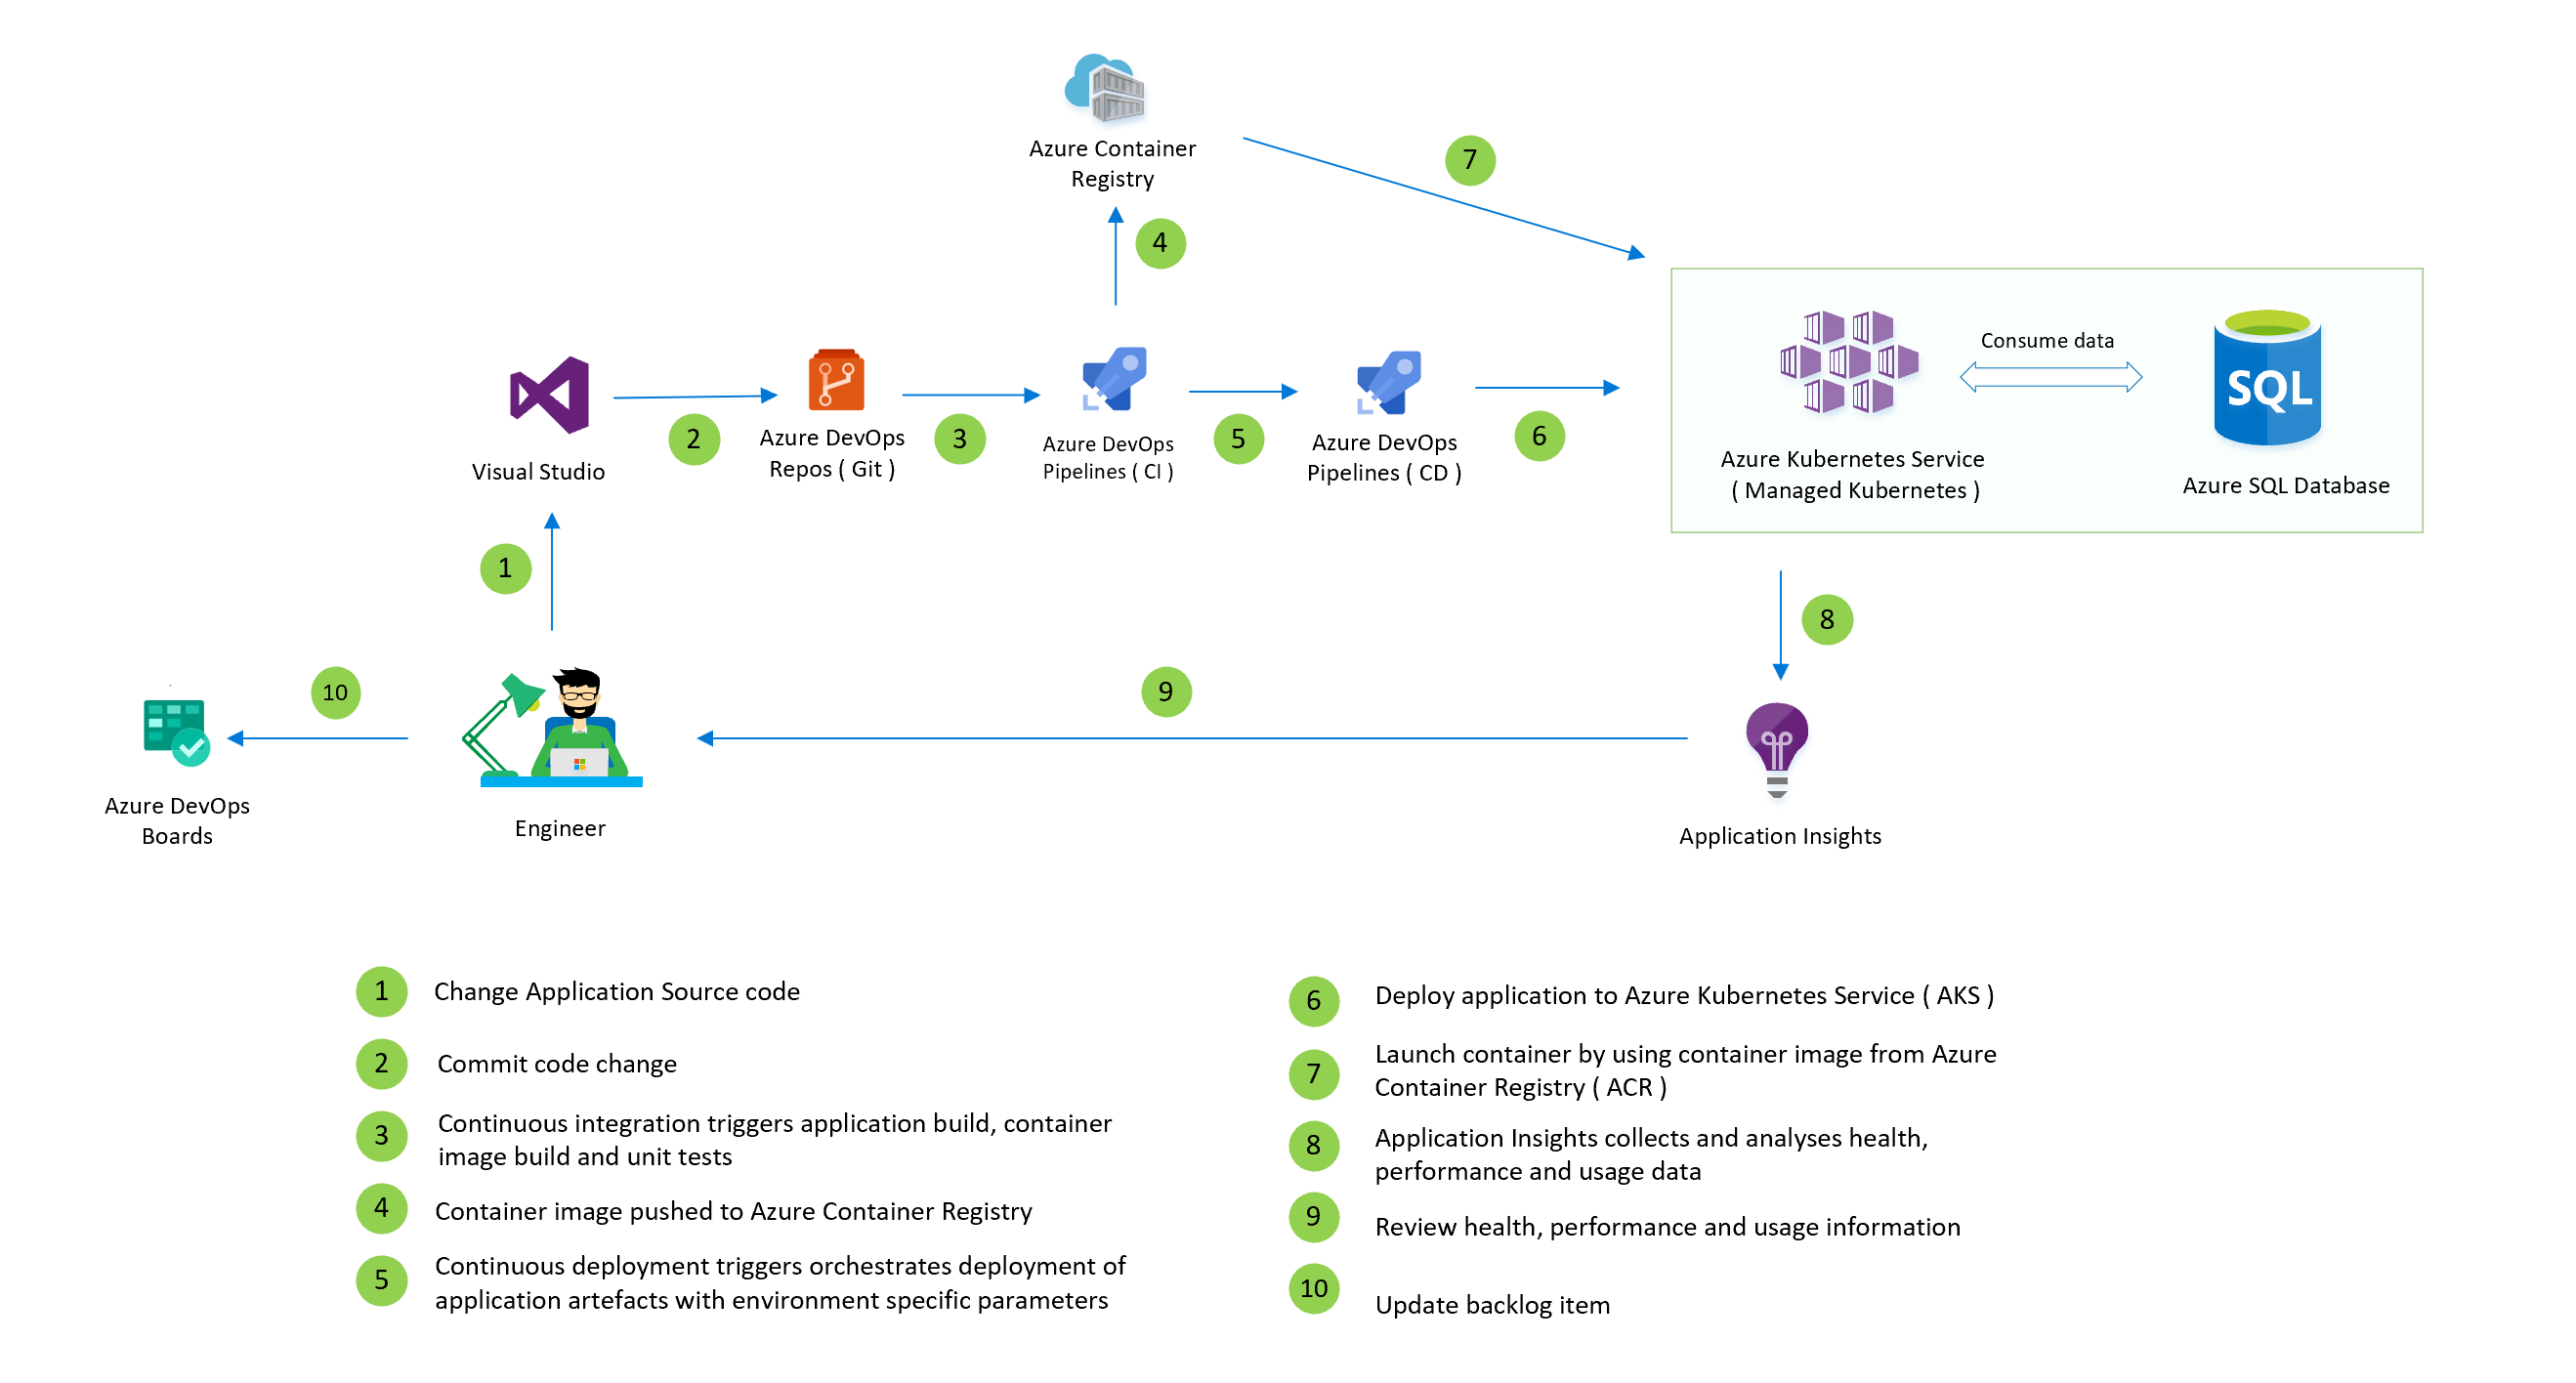 Azure Container
Registry
7
4
Consume data
SQL
Visual Studio
2
Azure DevOps
Repos ( Git )
3
Azure DevOps
Pipelines ( CI )
5
Azure DevOps
Pipelines ( CD )
6
Azure Kubernetes Service
( Managed Kubernetes )
Azure SQL Database
1
8
10
9
Azure DevOps
Boards
Engineer
Application Insights
1
Change Application Source code
2
Commit code change
3
Continuous integration triggers application build, container
image build and unit tests
4
Container image pushed to Azure Container Registry
5
Continuous deployment triggers orchestrates deployment of
application artefacts with environment specific parameters
6
Deploy application to Azure Kubernetes Service ( AKS )
7
Launch container by using container image from Azure
Container Registry ( ACR )
8
Application Insights collects and analyses health,
performance and usage data
9
Review health, performance and usage information
10
Update backlog item